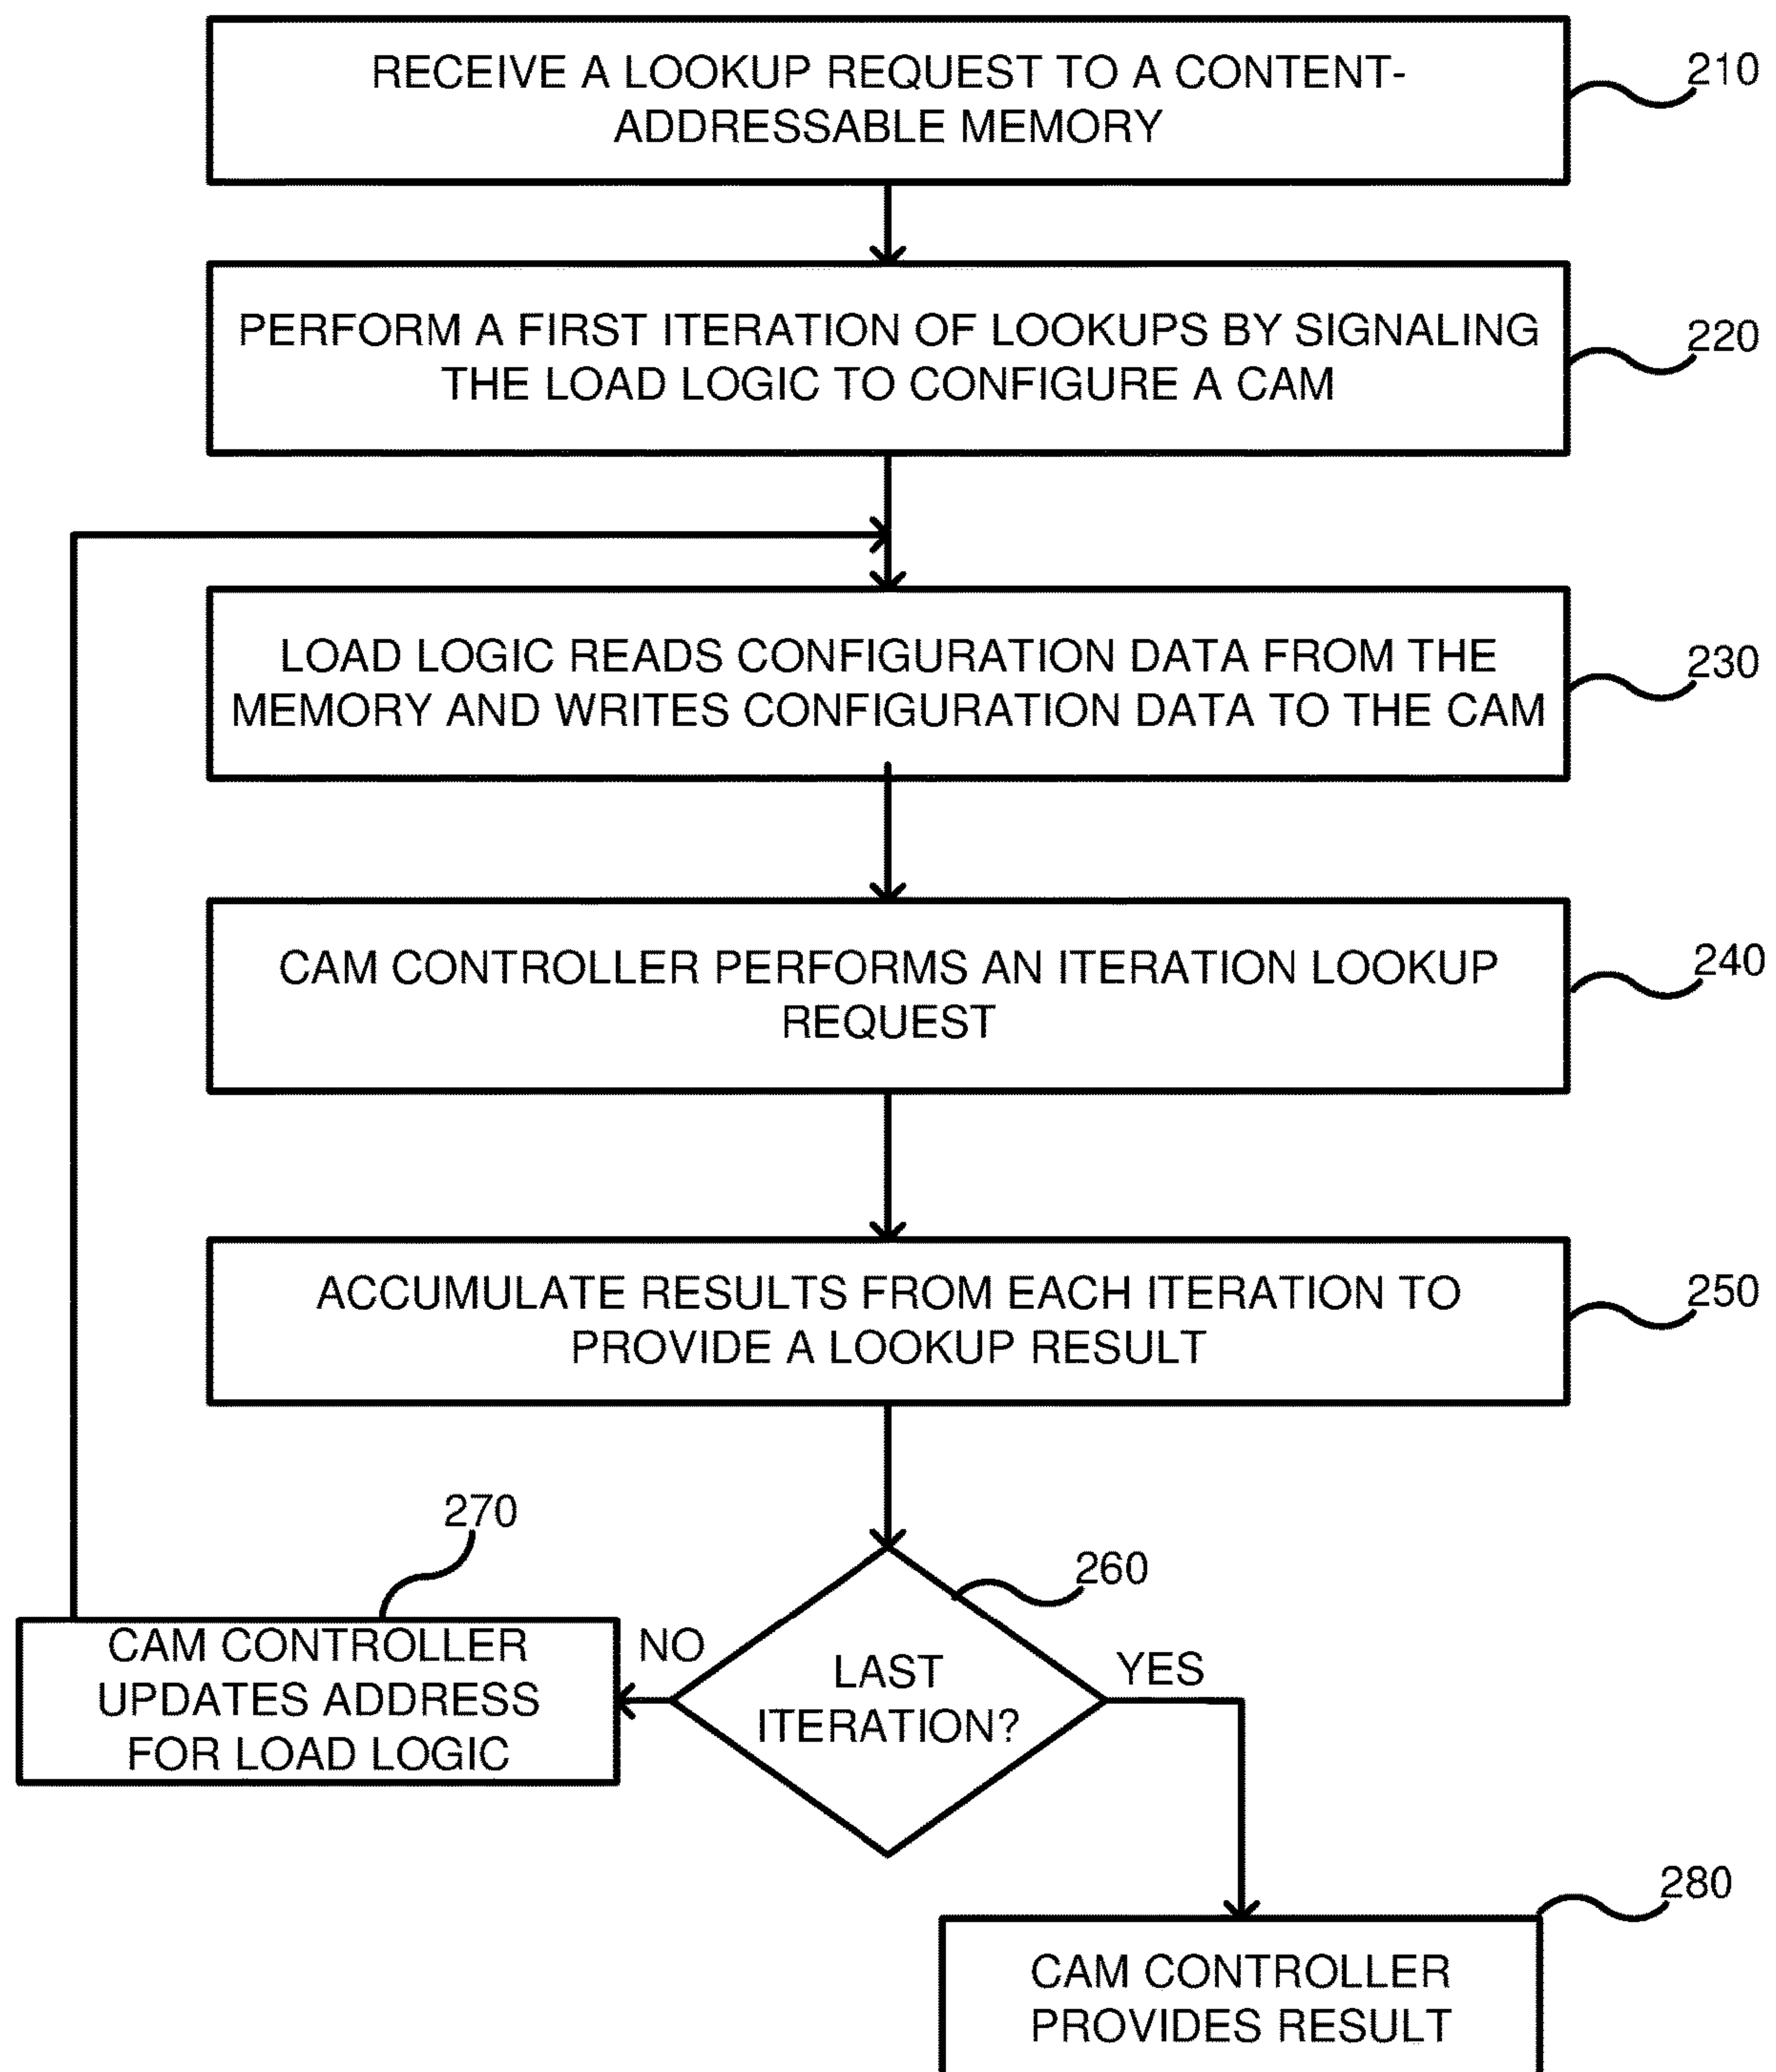 RECEIVE A LOOKUP REQUEST TO A CONTENT-
ADDRESSABLE MEMORY
210
PERFORM A FIRST ITERATION OF LOOKUPS BY SIGNALING
THE LOAD LOGIC TO CONFIGURE A CAM
220
LOAD LOGIC READS CONFIGURATION DATA FROM THE
MEMORY AND WRITES CONFIGURATION DATA TO THE CAM
230
CAM CONTROLLER PERFORMS AN ITERATION LOOKUP
REQUEST
240
ACCUMULATE RESULTS FROM EACH ITERATION TO
PROVIDE A LOOKUP RESULT
250
270
260
CAM CONTROLLER
UPDATES ADDRESS
FOR LOAD LOGIC
NO
LAST
ITERATION?
YES
280
CAM CONTROLLER
PROVIDES RESULT